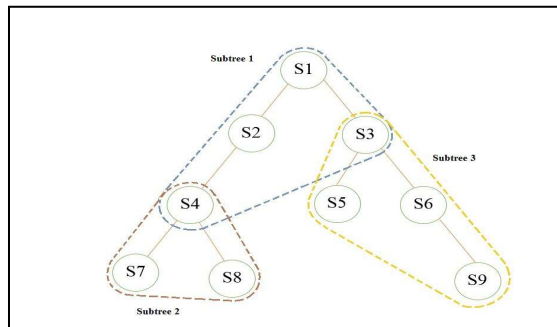 Subtree 1
S1
S2
S3
Subtree 3
S4
S5
S6
S7
S8
S9
Subtree 2